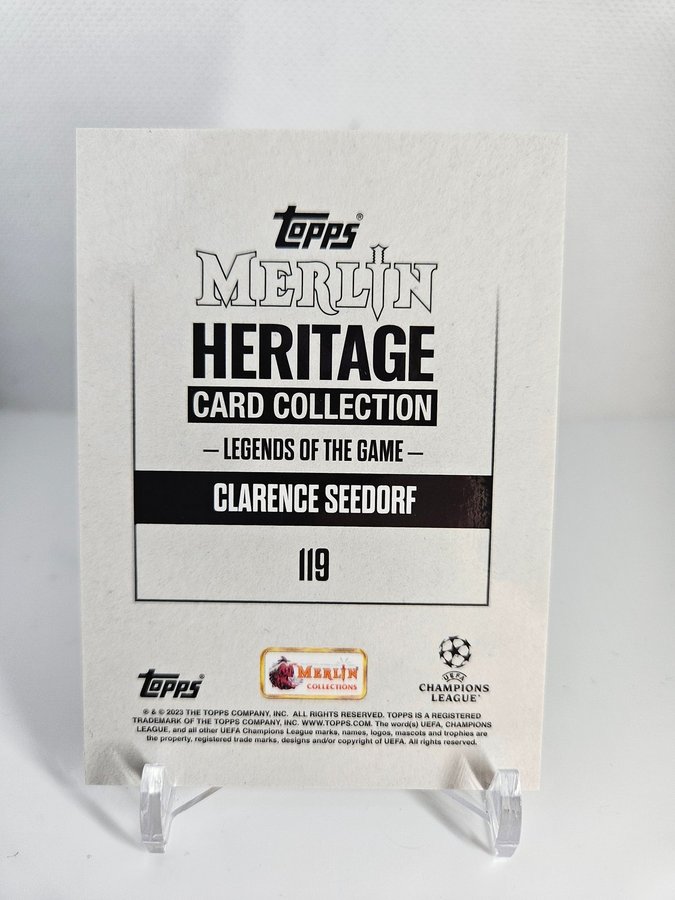 Topps®
MERLIN
HERITAGE
CARD COLLECTION
– LEGENDS OF THE GAME –
CLARENCE SEEDORF
119
Topps
MERLIN
COLLECTIONS
UEFA
CHAMPIONS
LEAGUE
® & © 2023 THE TOPPS COMPANY, INC. ALL RIGHTS RESERVED. TOPPS IS A REGISTERED
TRADEMARK OF THE TOPPS COMPANY, INC. WWW.TOPPS.COM. The word(s) UEFA, CHAMPIONS
LEAGUE, and all other UEFA Champions League marks, names, logos, mascots and trophies are
the property, registered trade marks, designs and/or copyright of UEFA. All rights reserved.